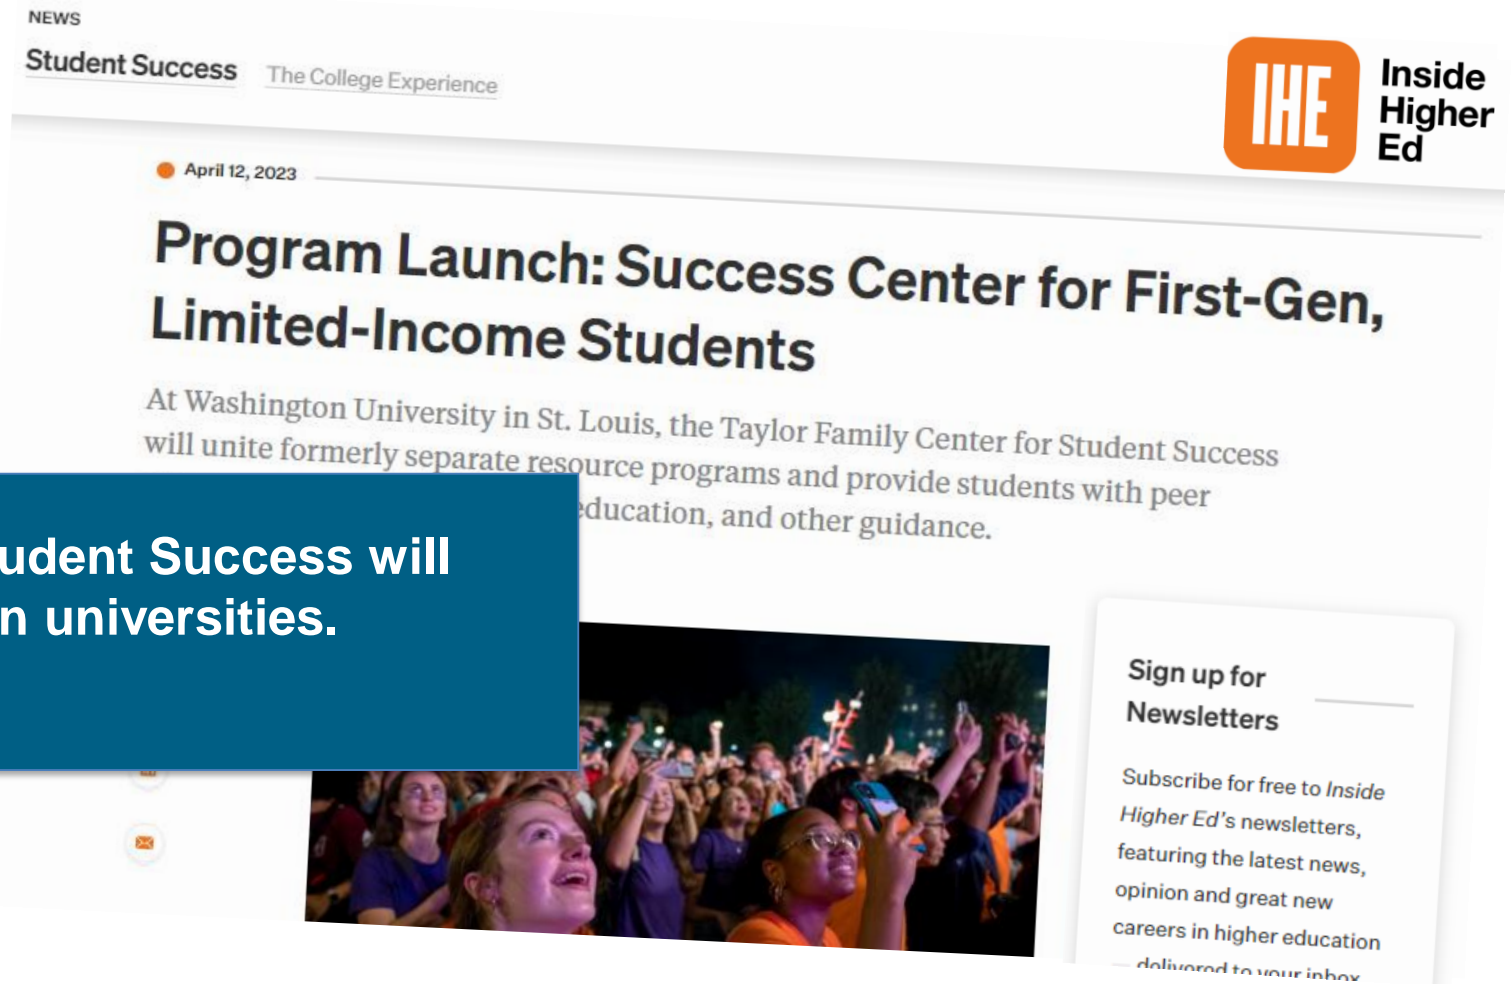 NEWS
Student Success The College Experience
IHE
Inside
Higher
Ed
April 12, 2023
Program Launch: Success Center for First-Gen,
Limited-Income Students
At Washington University in St. Louis, the Taylor Family Center for Student Success
will unite formerly separate resource programs and provide students with peer
education, and other guidance.
udent Success will
n universities.
Sign up for
Newsletters
Subscribe for free to Inside
Higher Ed's newsletters,
featuring the latest news,
opinion and great new
careers in higher education
— delivered to your inbox